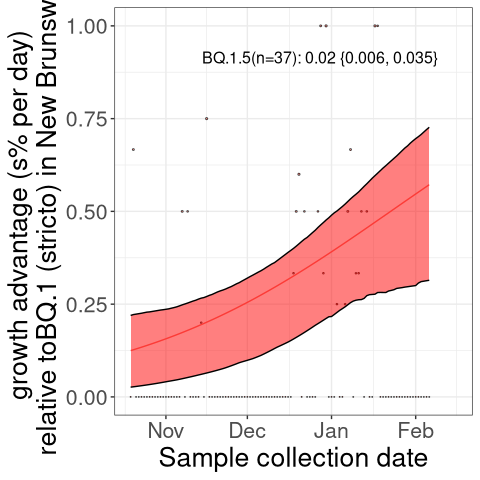 growth advantage (s% per day)
relative toBQ.1 (stricto) in New Brunsw
1.00
0.75
0.50
0.25
0.00
BQ.1.5(n=37): 0.02 {0.006, 0.035}
Nov Dec Jan Feb
Sample collection date